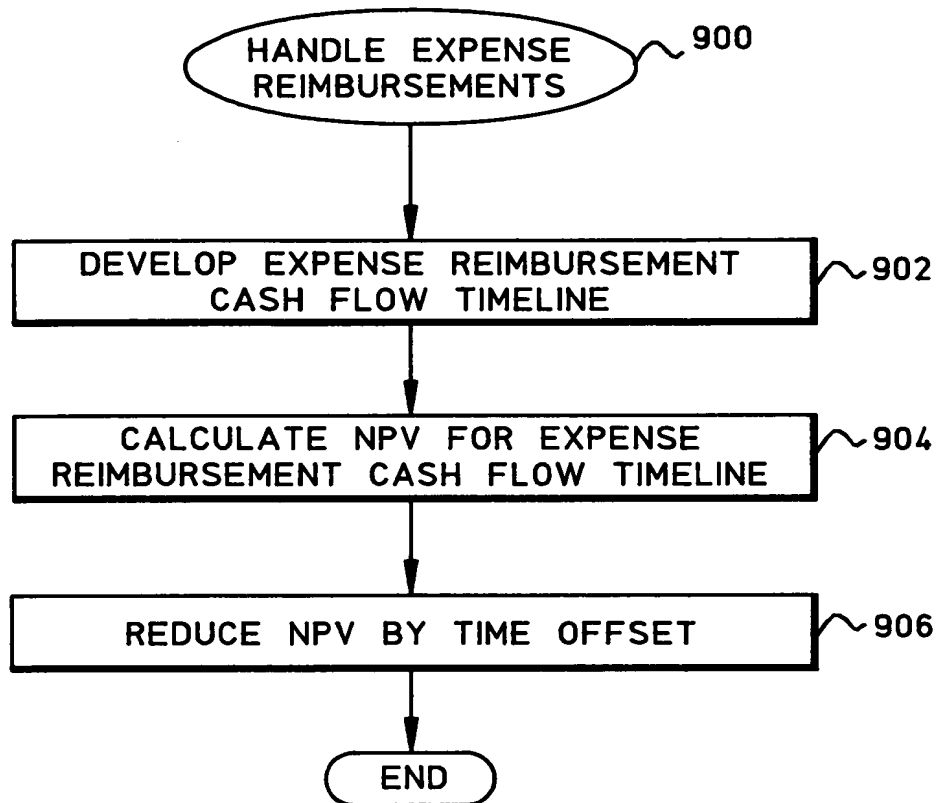 HANDLE EXPENSE
REIMBURSEMENTS
900
DEVELOP EXPENSE REIMBURSEMENT
CASH FLOW TIMELINE
902
CALCULATE NPV FOR EXPENSE
REIMBURSEMENT CASH FLOW TIMELINE
904
REDUCE NPV BY TIME OFFSET
906
END